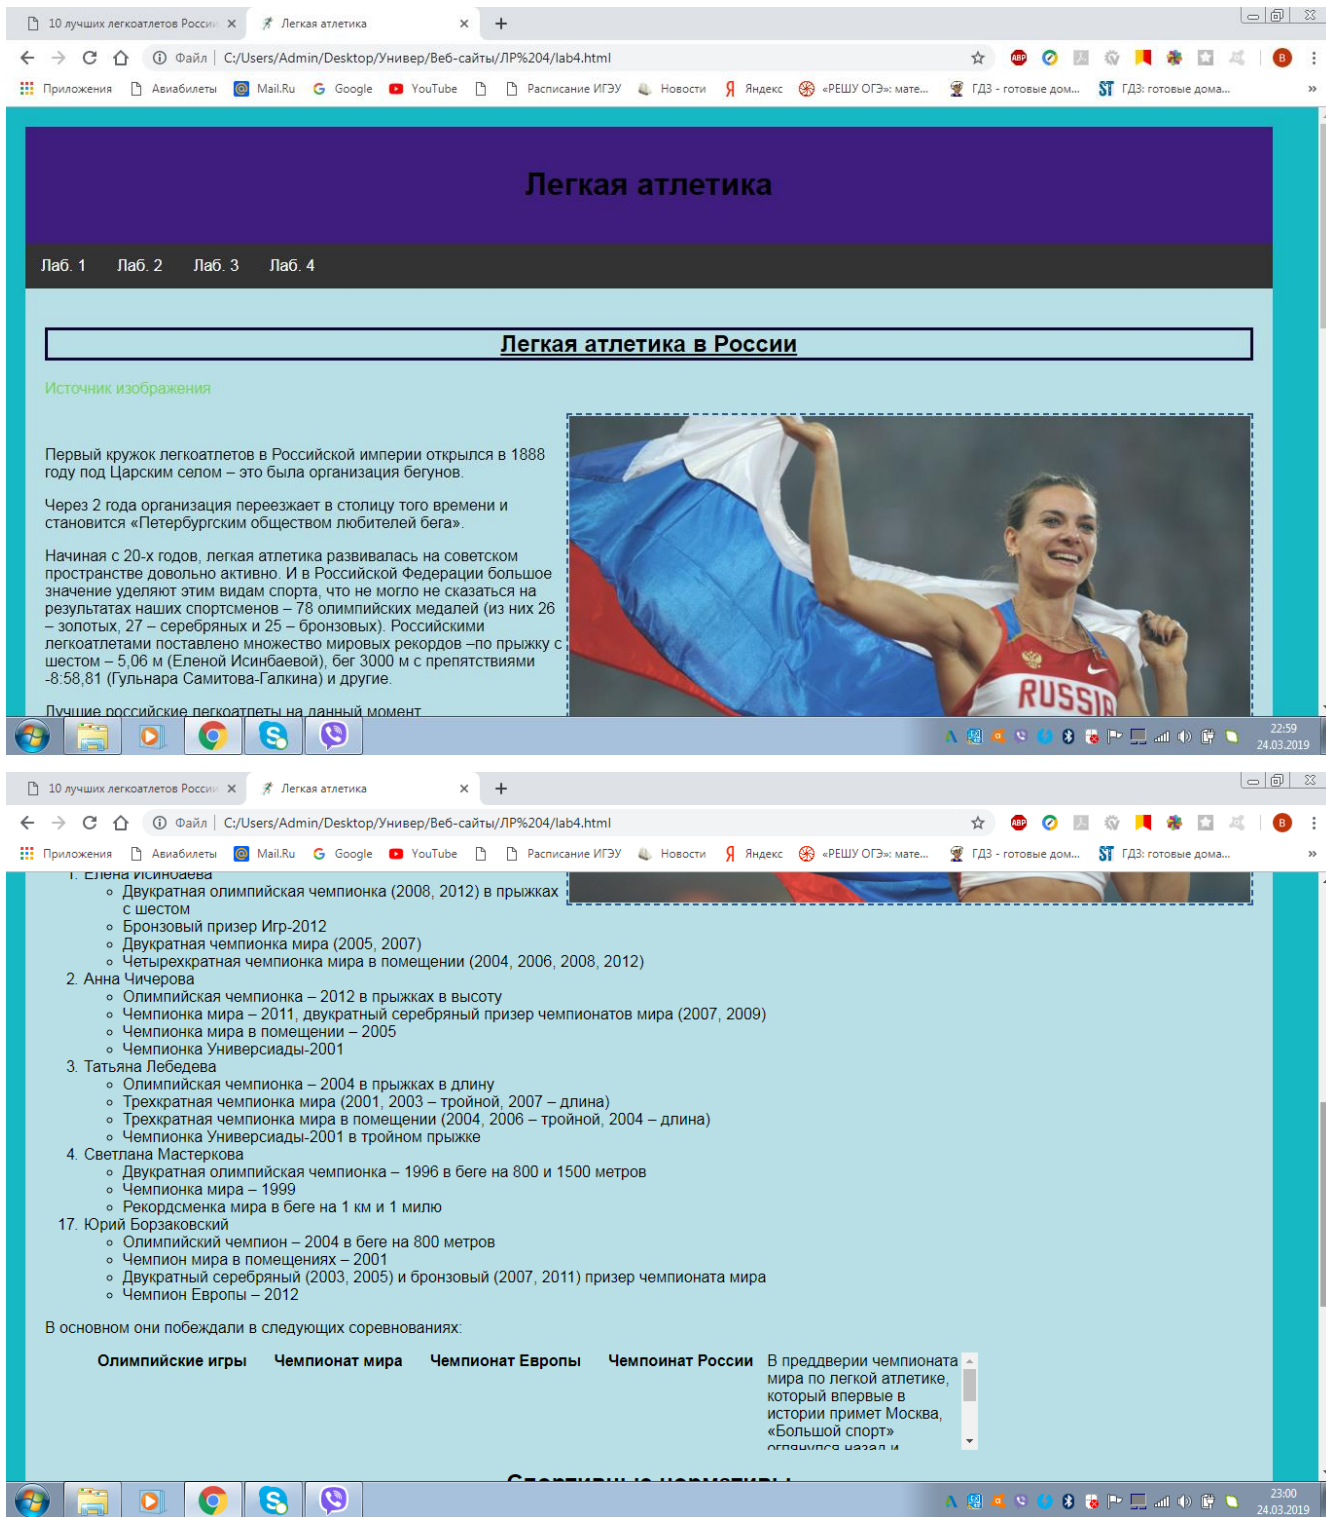 10 лучших легкоатлетов России
Легкая атлетика
Файл | C:/Users/Admin/Desktop/Универ/Веб-сайты/ЛР%204/lab4.html
Приложения Авиабилеты Mail.Ru Google YouTube Расписание ИГЭУ Новости Яндекс «РЕШУ ОГЭ»: мате... ГДЗ - готовые дом... ГДЗ: готовые дома... »
Легкая атлетика
Лаб. 1 Лаб. 2 Лаб. 3 Лаб. 4
Легкая атлетика в России
Источник изображения
Первый кружок легкоатлетов в Российской империи открылся в 1888
году под Царским селом – это была организация бегунов.
Через 2 года организация переезжает в столицу того времени и
становится «Петербургским обществом любителей бега».
Начиная с 20-х годов, легкая атлетика развивалась на советском
пространстве довольно активно. И в Российской Федерации большое
значение уделяют этим видам спорта, что не могло не сказаться на
результатах наших спортсменов – 78 олимпийских медалей (из них 26
– золотых, 27 – серебряных и 25 – бронзовых). Российскими
легкоатлетами поставлено множество мировых рекордов –по прыжку с
шестом – 5,06 м (Еленой Исинбаевой), бег 3000 м с препятствиями
-8:58,81 (Гульнара Самитова-Галкина) и другие.
Лучшие российские легкоатлеты на данный момент
RUSSIA
22:59
24.03.2019
10 лучших легкоатлетов России
Легкая атлетика
Файл | C:/Users/Admin/Desktop/Универ/Веб-сайты/ЛР%204/lab4.html
Приложения Авиабилеты Mail.Ru Google YouTube Расписание ИГЭУ Новости Яндекс «РЕШУ ОГЭ»: мате... ГДЗ - готовые дом... ГДЗ: готовые дома... »
1. Елена Исинбаева
Двукратная олимпийская чемпионка (2008, 2012) в прыжках
с шестом
Бронзовый призер Игр-2012
Двукратная чемпионка мира (2005, 2007)
Четырехкратная чемпионка мира в помещении (2004, 2006, 2008, 2012)
2. Анна Чичерова
Олимпийская чемпионка – 2012 в прыжках в высоту
Чемпионка мира – 2011, двукратный серебряный призер чемпионатов мира (2007, 2009)
Чемпионка мира в помещении – 2005
Чемпионка Универсиады-2001
3. Татьяна Лебедева
Олимпийская чемпионка – 2004 в прыжках в длину
Трехкратная чемпионка мира (2001, 2003 – тройной, 2007 – длина)
Трехкратная чемпионка мира в помещении (2004, 2006 – тройной, 2004 – длина)
Чемпионка Универсиады-2001 в тройном прыжке
4. Светлана Мастеркова
Двукратная олимпийская чемпионка – 1996 в беге на 800 и 1500 метров
Чемпионка мира – 1999
Рекордсменка мира в беге на 1 км и 1 милю
17. Юрий Борзаковский
Олимпийский чемпион – 2004 в беге на 800 метров
Чемпион мира в помещениях – 2001
Двукратный серебряный (2003, 2005) и бронзовый (2007, 2011) призер чемпионата мира
Чемпион Европы – 2012
В основном они побеждали в следующих соревнованиях:
Олимпийские игры Чемпионат мира Чемпионат Европы Чемпоинат России
В преддверии чемпионата
мира по легкой атлетике,
который впервые в
истории примет Москва,
«Большой спорт»
оглянулся назад и
Спортивные нормативы
23:00
24.03.2019